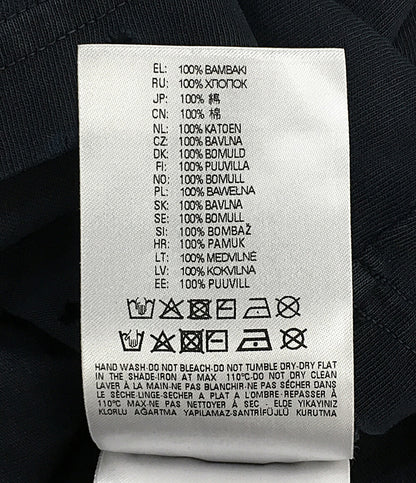 EL: 100% BAMBAKI
RU: 100% ХЛОПОК
JP: 100% 綿
CN: 100% 棉
NL: 100% KATOEN
CZ: 100% BAVLNA
DK: 100% BOMULD
FI: 100% PUUVILLA
NO: 100% BOMULL
PL: 100% BAWEŁNA
SK: 100% BAVLNA
SE: 100% BOMULL
SI: 100% BOMBAŽ
HR: 100% PAMUK
LT: 100% MEDVILNĖ
LV: 100% KOKVILNA
EE: 100% PUUVILL
HAND WASH-DO NOT BLEACH-DO NOT TUMBLE DRY-DRY FLAT
IN THE SHADE-IRON AT MAX 110°C-DO NOT DRY CLEAN
LAVER À LA MAIN-NE PAS BLANCHIR-NE PAS SÉCHER DANS
LE SÈCHE-LINGE-SECHER A PLAT A L'OMBRE-REPASSER À
110°C MAX-NE PAS NETTOYER A SEC - ELDE YIKAYINIZ
KLORLU AĞARTMA YAPILAMAZ-SANTRİFÜJLÜ KURUTMA